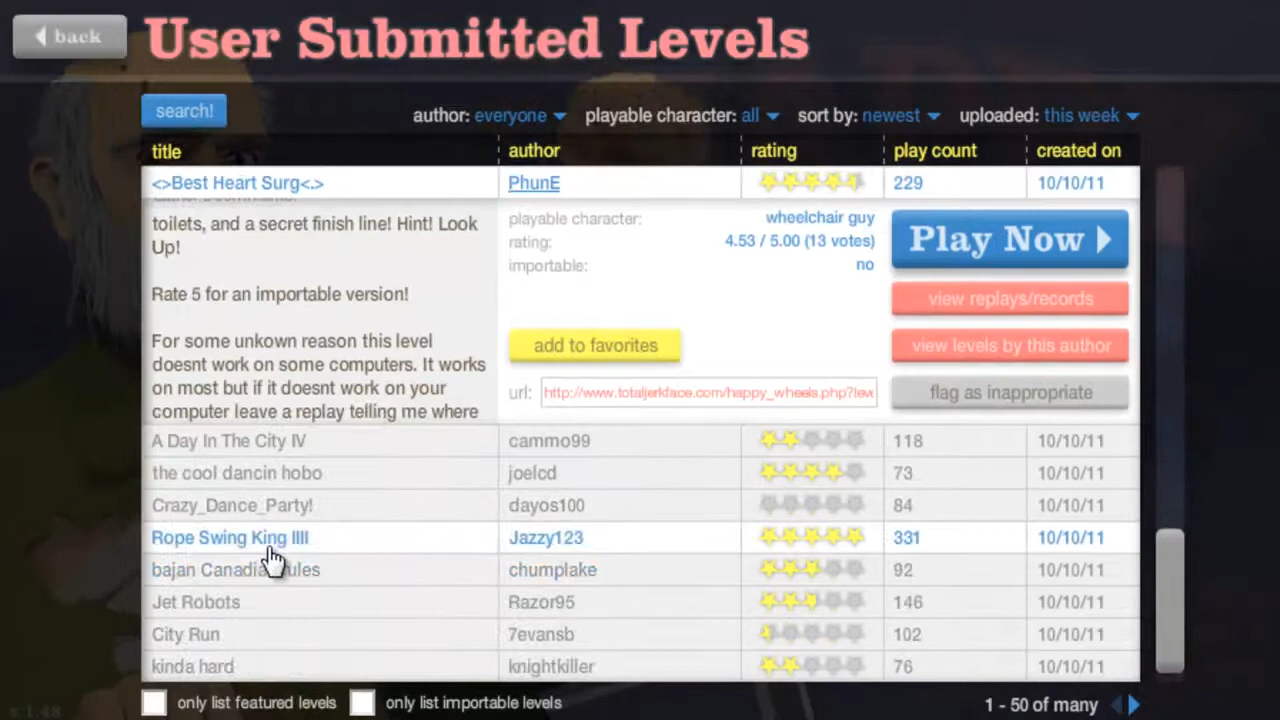 back
User Submitted Levels
search!
author: everyone playable character: all sort by: newest uploaded: this week
title author rating play count created on
<>Best Heart Surg<.> PhunE 229 10/10/11
toilets, and a secret finish line! Hint! Look
Up!
Rate 5 for an importable version!
For some unkown reason this level
doesnt work on some computers. It works
on most but if it doesnt work on your
computer leave a replay telling me where
playable character: wheelchair guy
rating: 4.53 / 5.00 (13 votes)
importable: no
add to favorites
url: http://www.totaljerkface.com/happy_wheels.php?lev
Play Now
view replays/records
view levels by this author
flag as inappropriate
A Day In The City IV cammo99 118 10/10/11
the cool dancin hobo joelcd 73 10/10/11
Crazy_Dance_Party! dayos100 84 10/10/11
Rope Swing King IIII Jazzy123 331 10/10/11
bajan Canadia ules chumplake 92 10/10/11
Jet Robots Razor95 146 10/10/11
City Run 7evansb 102 10/10/11
kinda hard knightkiller 76 10/10/11
only list featured levels only list importable levels 1 - 50 of many
v 1.48